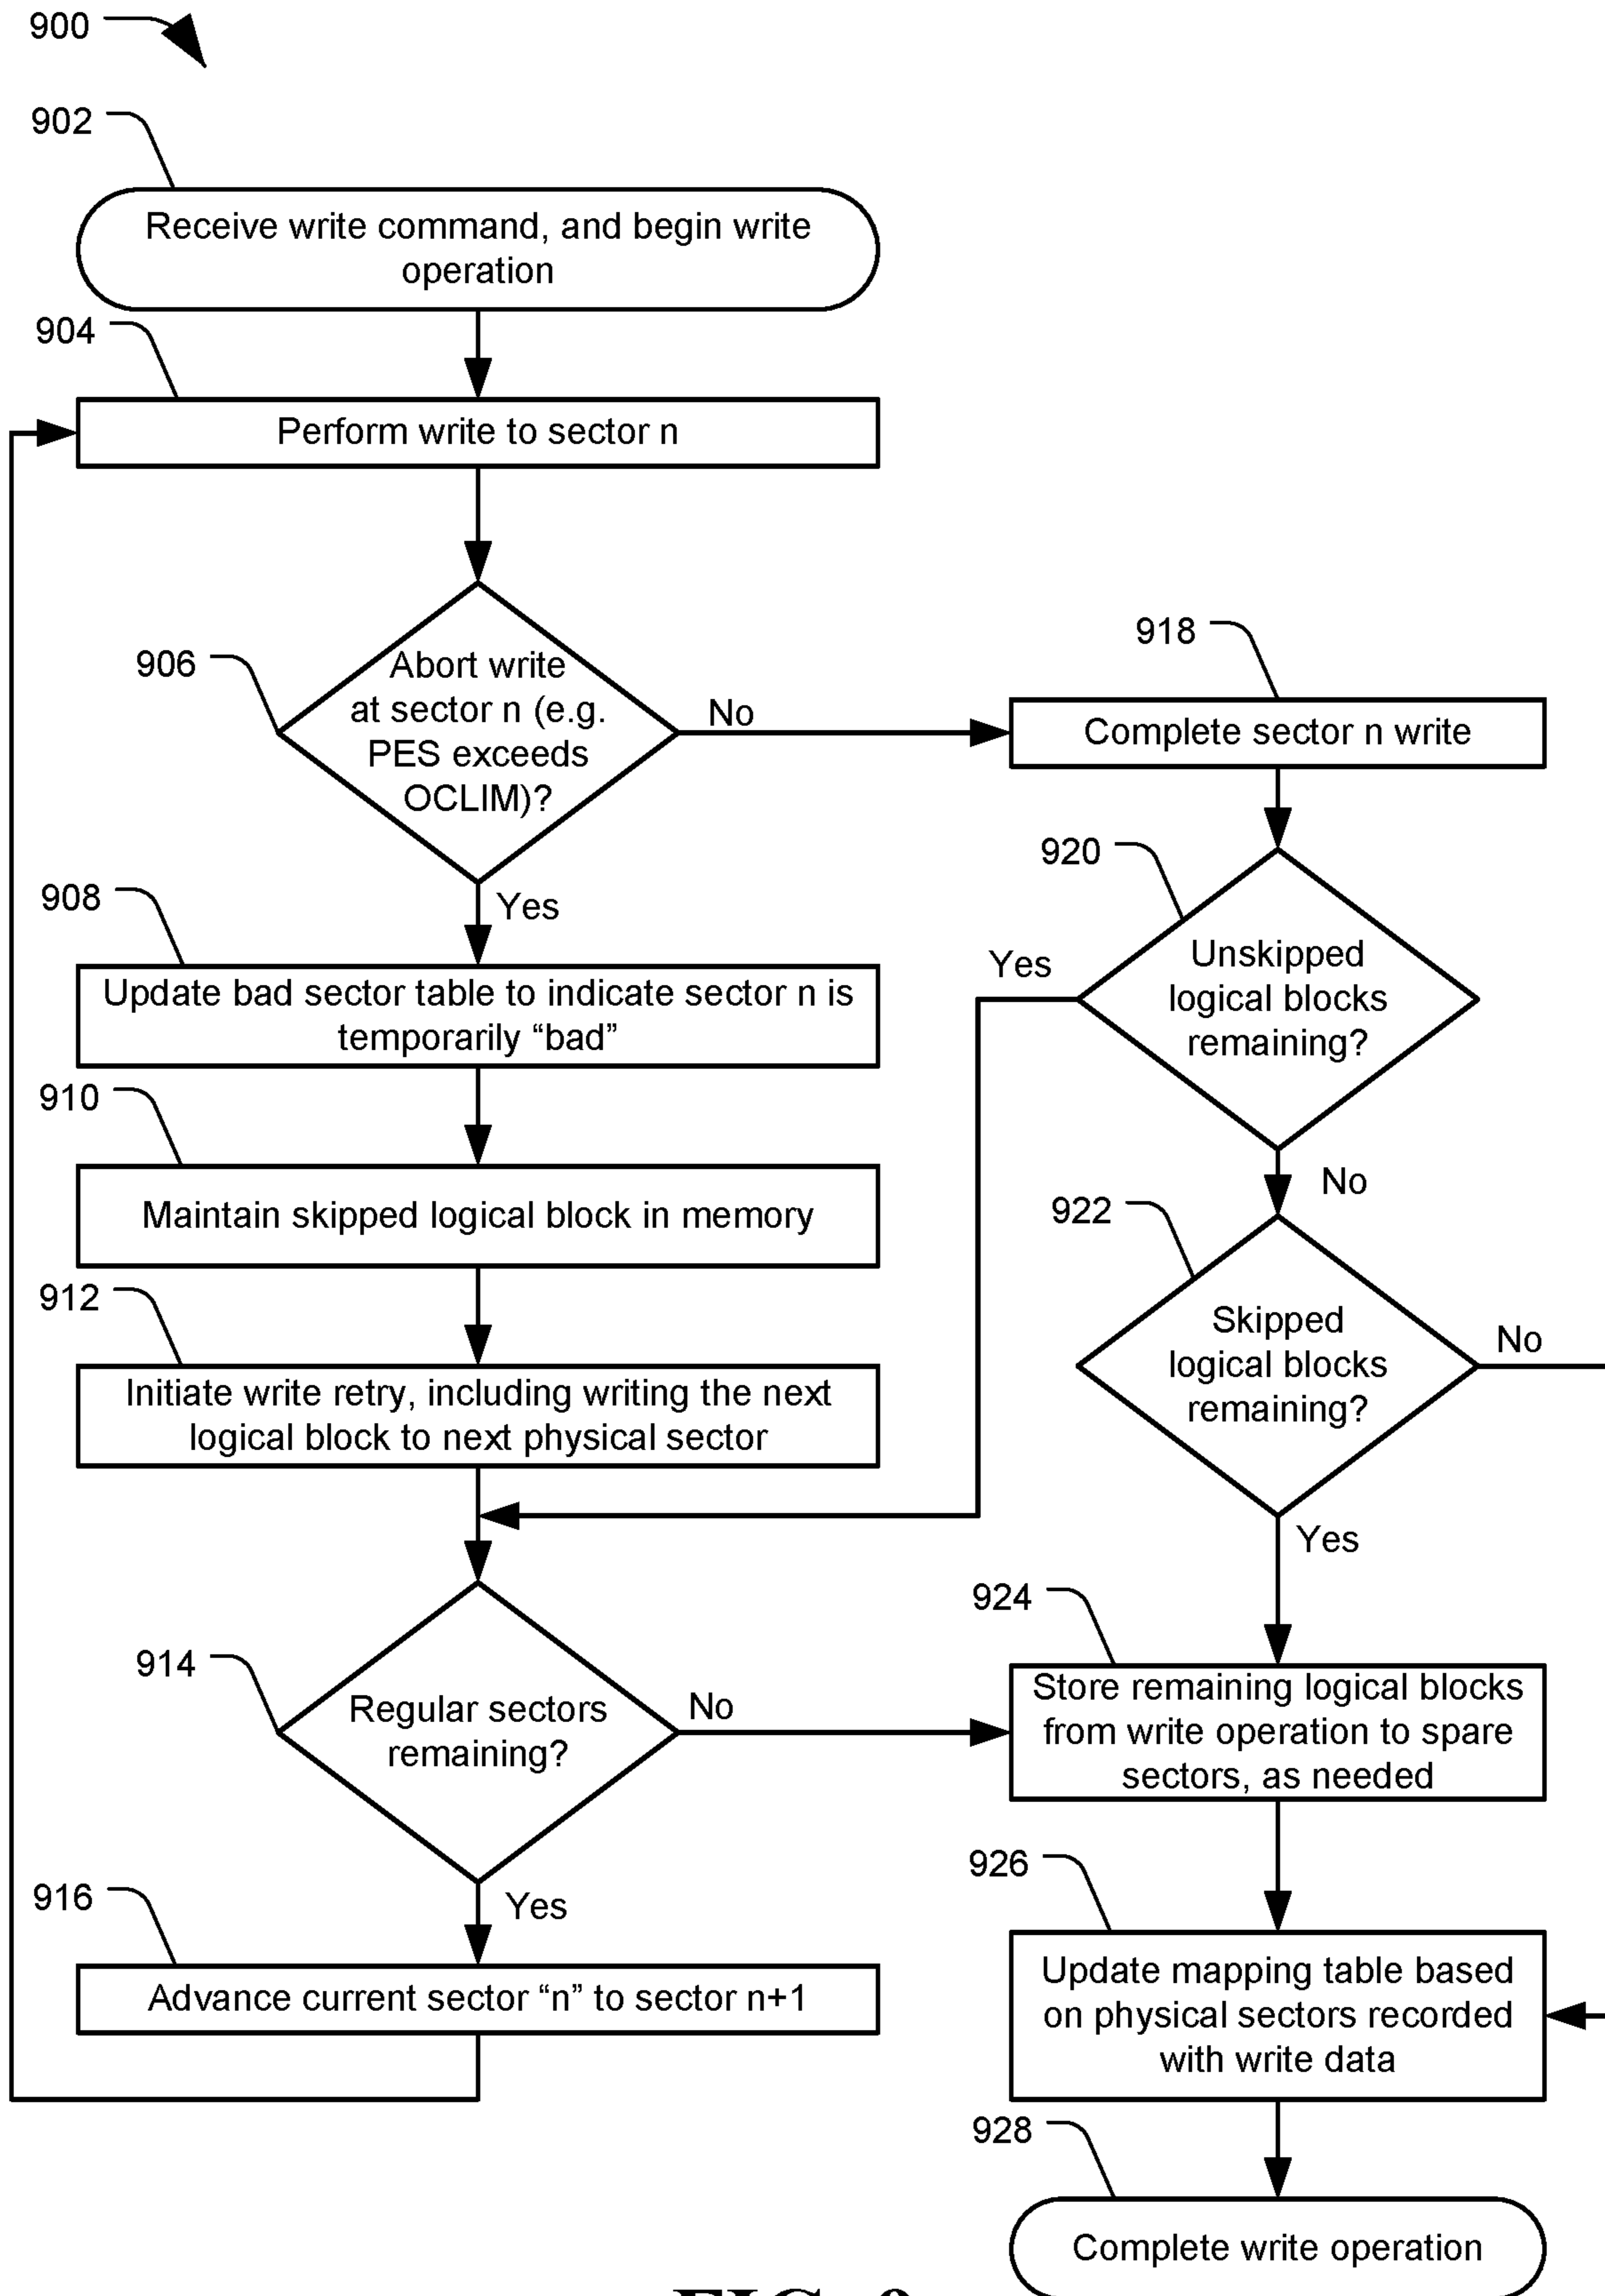 900
902
Receive write command, and begin write
operation
904
Perform write to sector n
906
Abort write
at sector n (e.g.
PES exceeds
OCLIM)?
No
Yes
918
Complete sector n write
920
Unskipped
logical blocks
remaining?
Yes
No
908
Update bad sector table to indicate sector n is
temporarily “bad”
910
Maintain skipped logical block in memory
912
Initiate write retry, including writing the next
logical block to next physical sector
922
Skipped
logical blocks
remaining?
No
Yes
914
Regular sectors
remaining?
No
Yes
916
Advance current sector “n” to sector n+1
924
Store remaining logical blocks
from write operation to spare
sectors, as needed
926
Update mapping table based
on physical sectors recorded
with write data
928
Complete write operation